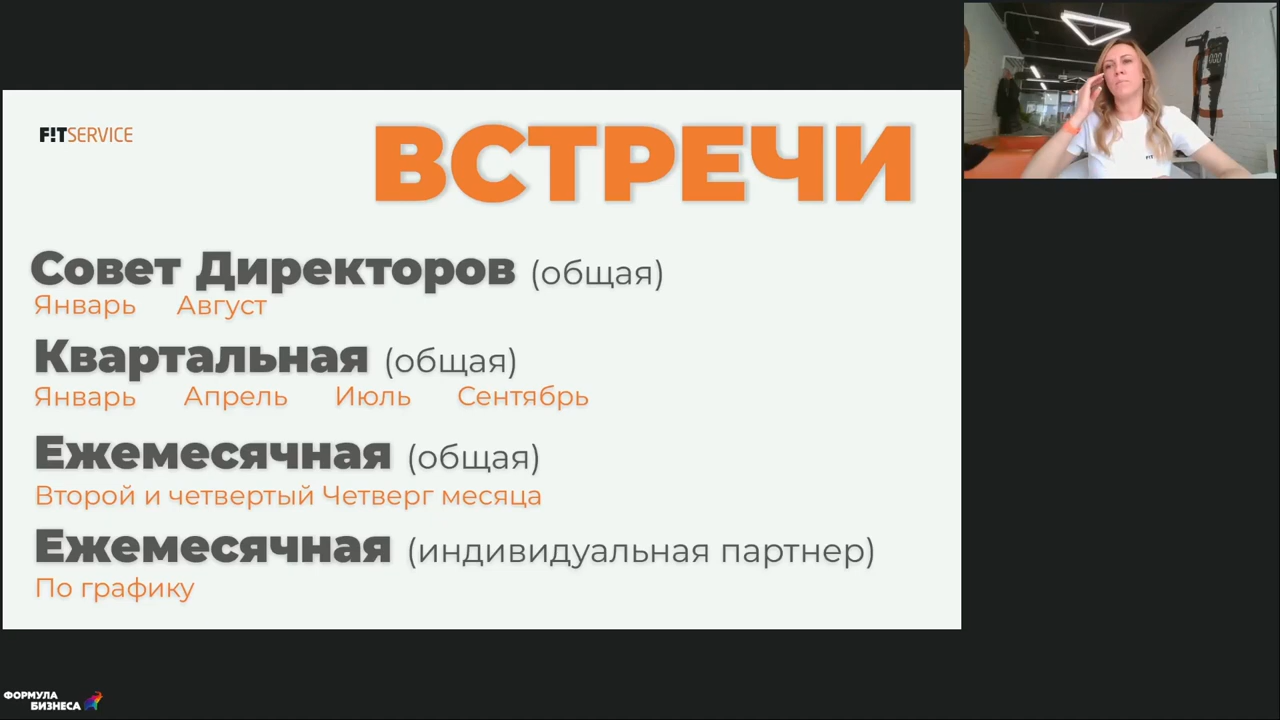 F!TSERVICE
ВСТРЕЧИ
Совет Директоров (общая)
Январь Август
Квартальная (общая)
Январь Апрель Июль Сентябрь
Ежемесячная (общая)
Второй и четвертый Четверг месяца
Ежемесячная (индивидуальная партнер)
По графику
FIT
ФОРМУЛА
БИЗНЕСА